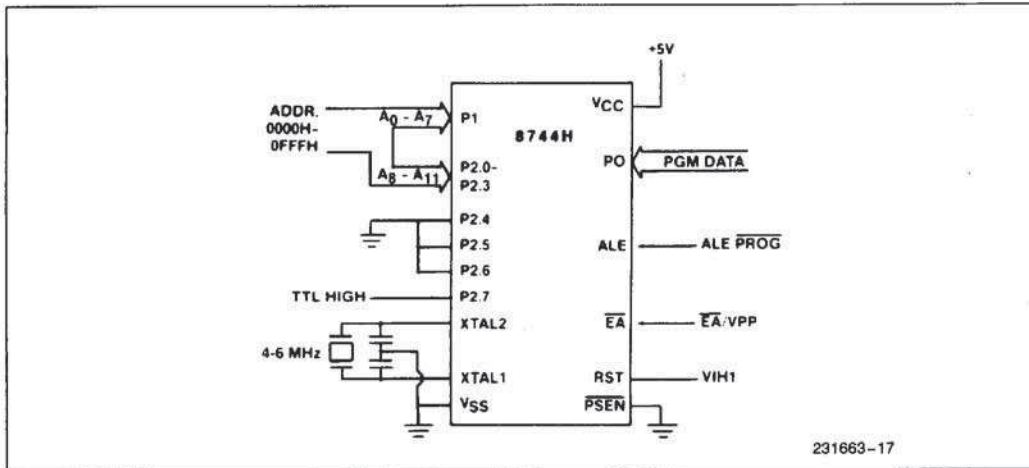 +5V
ADDR.
0000H-
0FFFH
A0 - A7
P1
VCC
8744H
PO
PGM DATA
P2.0-
P2.3
A8 - A11
P2.4
P2.5
P2.6
ALE
ALE PROG
TTL HIGH
P2.7
XTAL2
EA
EA/VPP
4-6 MHz
XTAL1
RST
VIH1
VSS
PSEN
231663-17